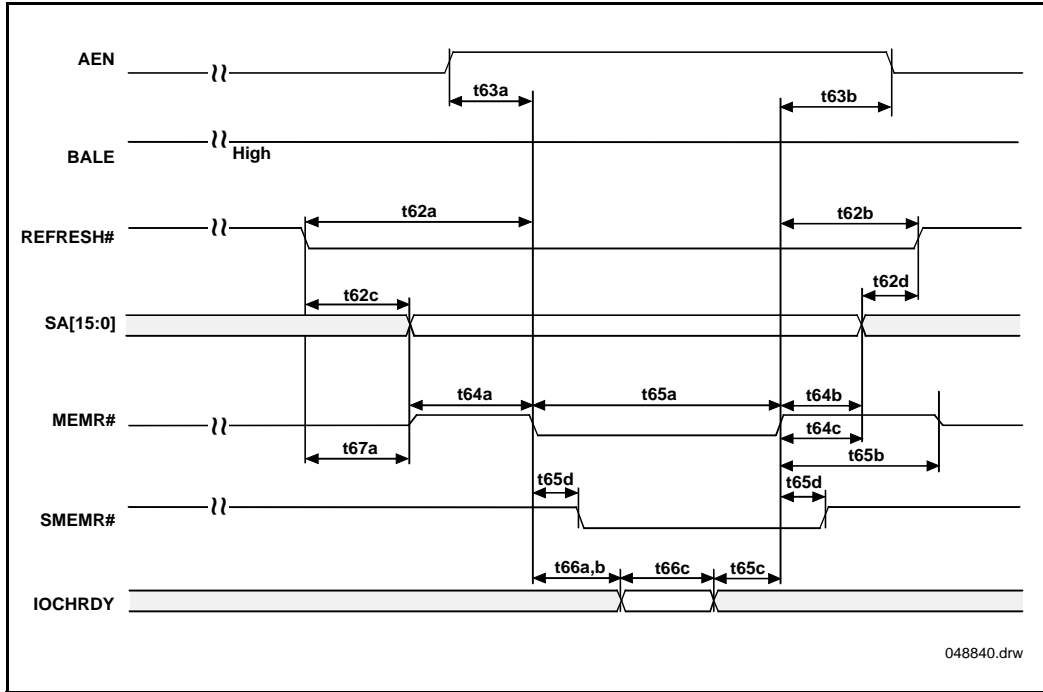 AEN
t63a
t63b
BALE
High
REFRESH#
t62a
t62b
t62c
t62d
SA[15:0]
MEMR#
t64a
t65a
t64b
t64c
t67a
t65b
SMEMR#
t65d
t65d
IOCHRDY
t66a,b
t66c
t65c
048840.drw